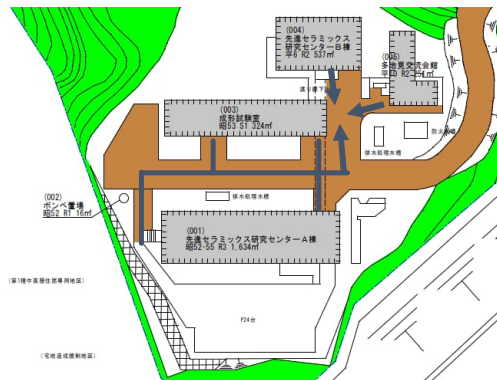 (004)
先進セラミックス
研究センターB棟
平6 R2 537㎡
多治見交流会館
渡り廊下
(003)
成形試験室
昭53 S1 324㎡
防火水槽
排水処理水槽
(002)
ボンベ置場
昭52 R1 16㎡
排水処理水槽
(001)
先進セラミックス研究センターA棟
昭52-55 R3 1,634㎡
(第1種中高層住居専用地区)
P24台
(宅地造成規制地区)